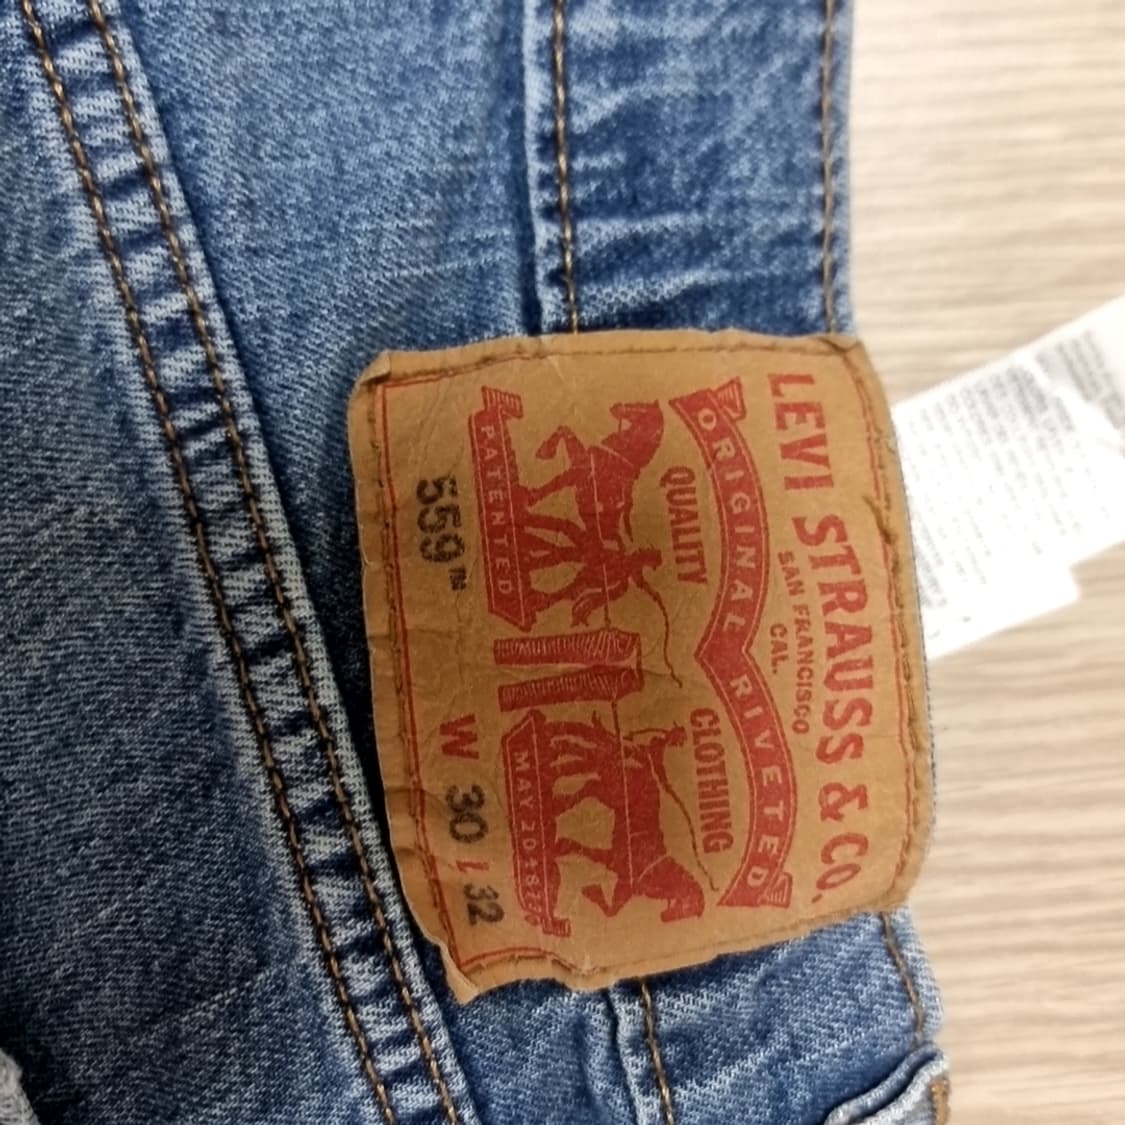 LEVI STRAUSS & CO.
SAN FRANCISCO
CAL.
ORIGINAL RIVETED
QUALITY CLOTHING
PATENTED
559™
W 30 L 32